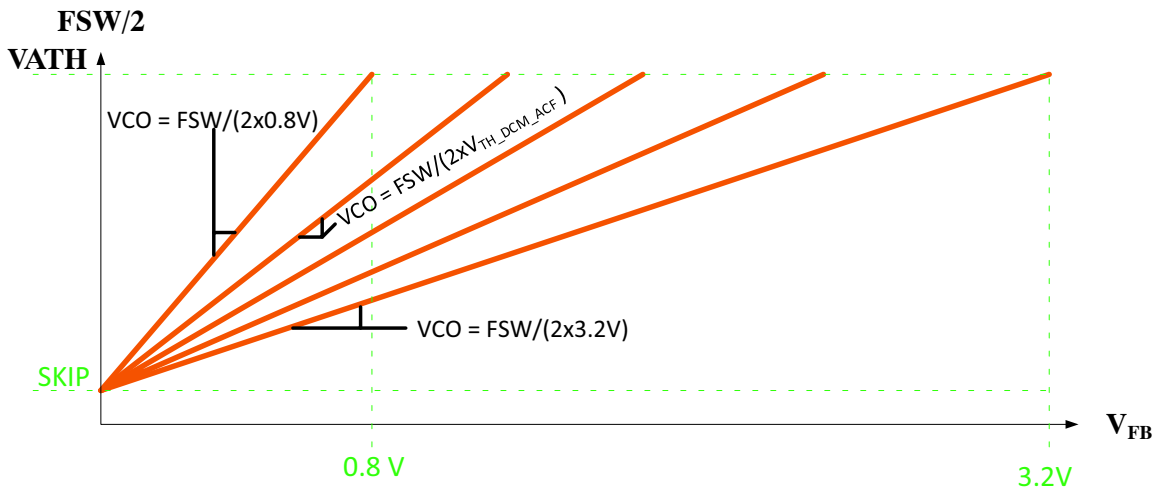 FSW/2
VATH
VCO = FSW/(2x0.8V)
VCO = FSW/(2xVTH_DCM_ACF)
VCO = FSW/(2x3.2V)
SKIP
VFB
0.8 V
3.2V